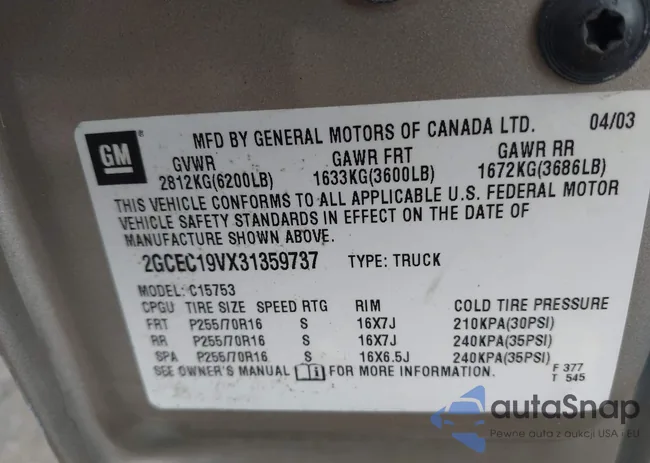 GM
®
MFD BY GENERAL MOTORS OF CANADA LTD. 04/03
GVWR GAWR FRT GAWR RR
2812KG(6200LB) 1633KG(3600LB) 1672KG(3686LB)
THIS VEHICLE CONFORMS TO ALL APPLICABLE U.S. FEDERAL MOTOR
VEHICLE SAFETY STANDARDS IN EFFECT ON THE DATE OF
MANUFACTURE SHOWN ABOVE.
2GCEC19VX31359737 TYPE: TRUCK
MODEL: C15753
CPGU TIRE SIZE SPEED RTG RIM COLD TIRE PRESSURE
FRT P255/70R16 S 16X7J 210KPA(30PSI)
RR P255/70R16 S 16X7J 240KPA(35PSI)
SPA P255/70R16 S 16X6.5J 240KPA(35PSI)
SEE OWNER'S MANUAL FOR MORE INFORMATION.
F 377
T 545
autaSnap
Pewne auto z aukcji USA i EU